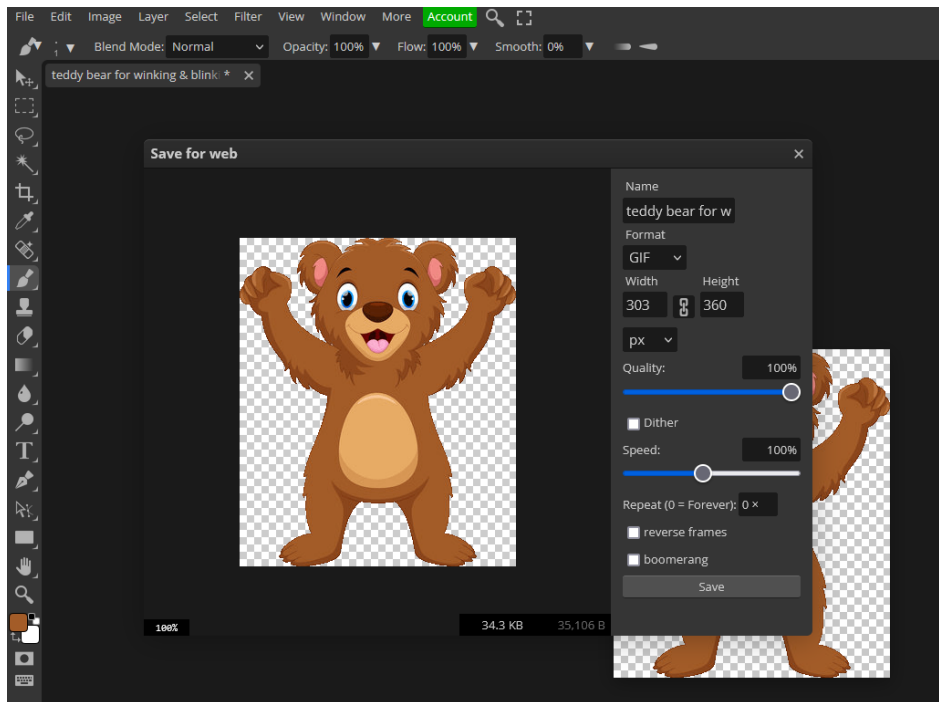 File Edit Image Layer Select Filter View Window More Account
1 Blend Mode: Normal Opacity: 100% Flow: 100% Smooth: 0%
teddy bear for winking & blinki *
Save for web
Name
teddy bear for w
Format
GIF
Width Height
303 360
px
Quality: 100%
Dither
Speed: 100%
Repeat (0 = Forever): 0 ×
reverse frames
boomerang
Save
100% 34.3 KB 35,106 B